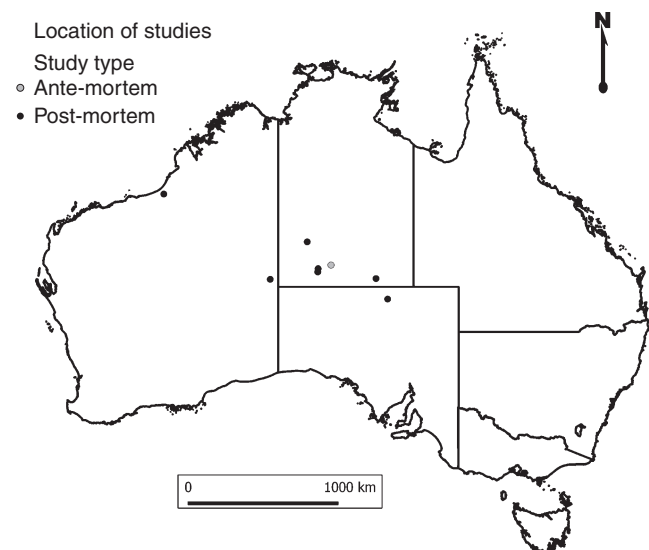 Location of studies
Study type
Ante-mortem
Post-mortem
N
0 1000 km